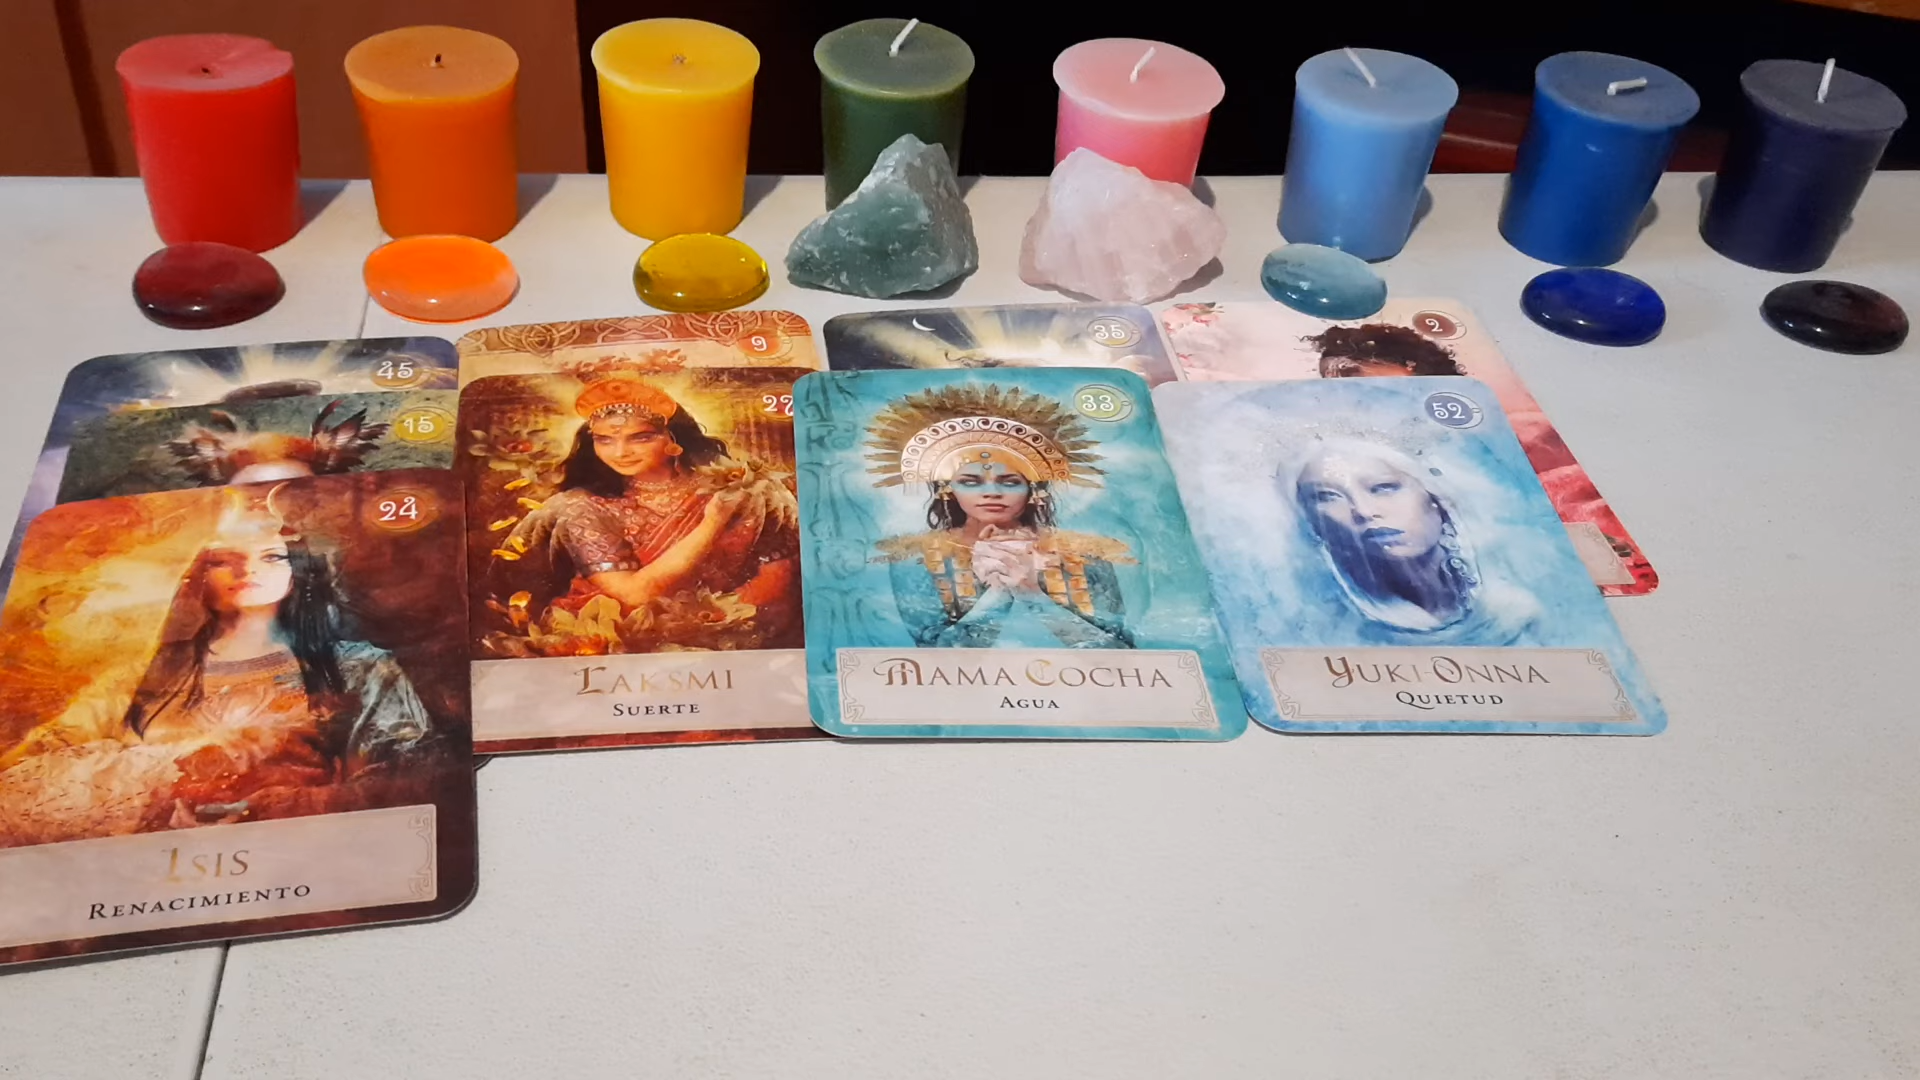 45
15
24
Isis
Renacimiento
9
27
Laksmi
Suerte
35
33
Mama Cocha
Agua
2
52
Yuki-Onna
Quietud